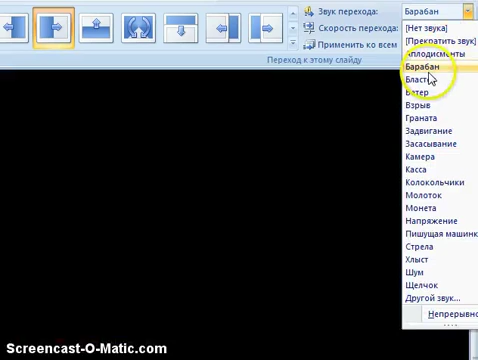 Звук перехода: Барабан
Скорость перехода:
Применить ко всем
Переход к этому слайду
[Нет звука]
[Прекратить звук]
Аплодисменты
Барабан
Бласт
Ветер
Взрыв
Граната
Задвигание
Засасывание
Камера
Касса
Колокольчики
Молоток
Монета
Напряжение
Пишущая машинк
Стрела
Хлыст
Шум
Щелчок
Другой звук...
Непрерывно
Screencast-O-Matic.com